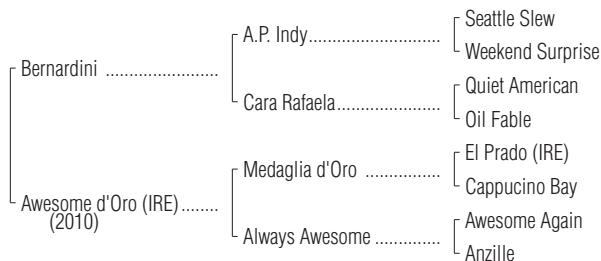 Seattle Slew
A.P. Indy..............................
Weekend Surprise
Bernardini ..........................
Quiet American
Cara Rafaela........................
Oil Fable
El Prado (IRE)
Medaglia d'Oro .................
Cappucino Bay
Awesome d'Oro (IRE)........
(2010)
Awesome Again
Always Awesome ...............
Anzille